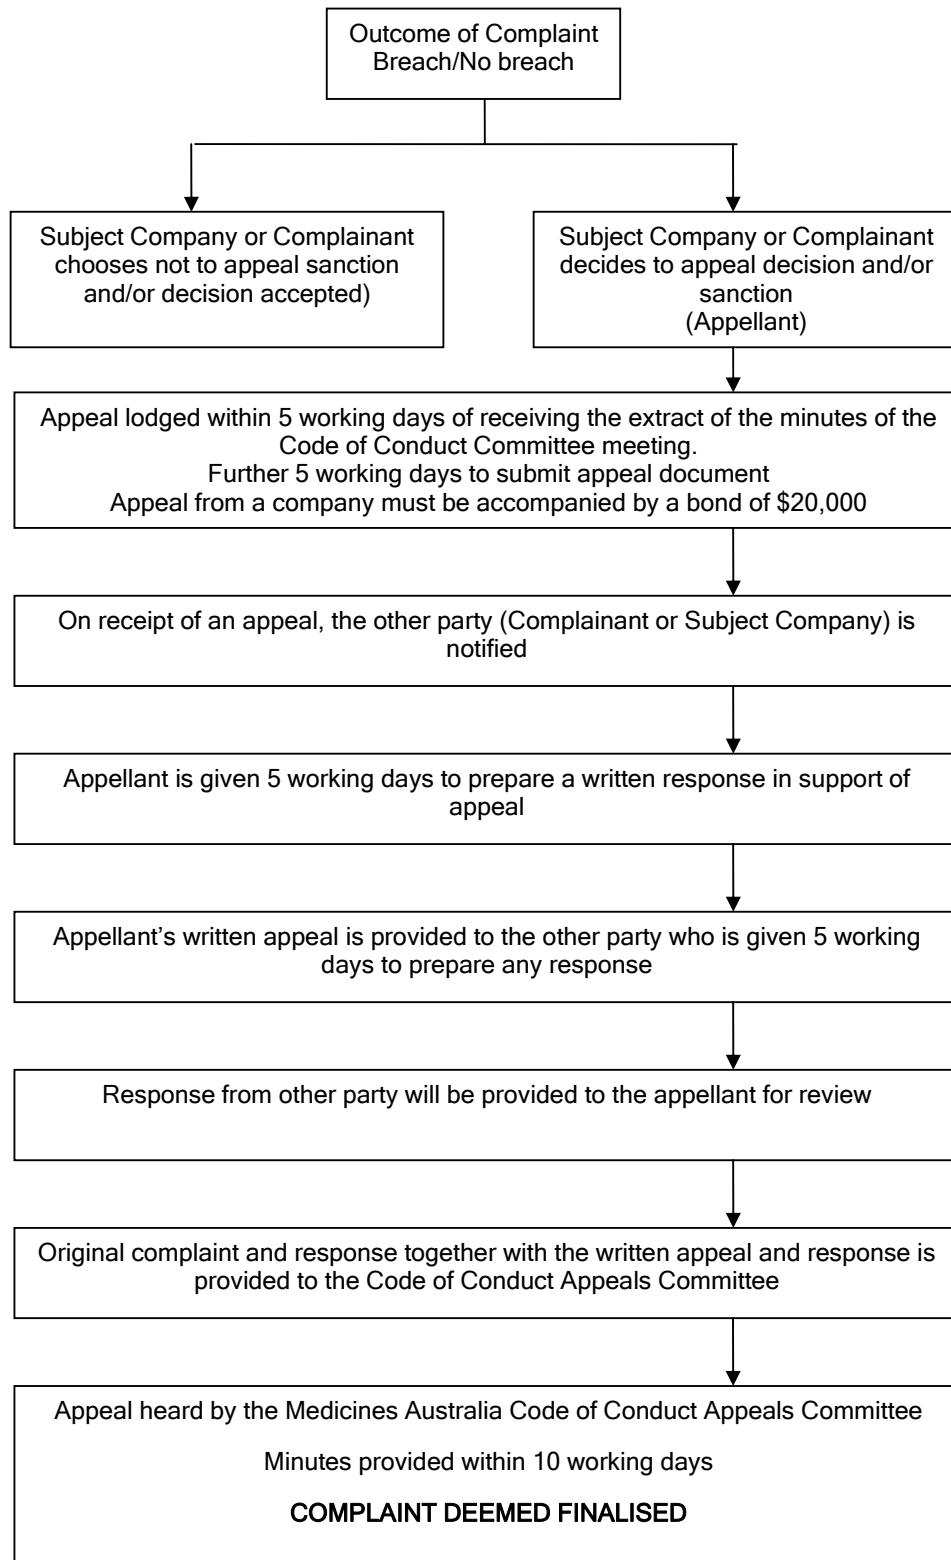 Outcome of Complaint
Breach/No breach
Subject Company or Complainant
chooses not to appeal sanction
and/or decision accepted)
Subject Company or Complainant
decides to appeal decision and/or
sanction
(Appellant)
Appeal lodged within 5 working days of receiving the extract of the minutes of the
Code of Conduct Committee meeting.
Further 5 working days to submit appeal document
Appeal from a company must be accompanied by a bond of $20,000
On receipt of an appeal, the other party (Complainant or Subject Company) is
notified
Appellant is given 5 working days to prepare a written response in support of
appeal
Appellant’s written appeal is provided to the other party who is given 5 working
days to prepare any response
Response from other party will be provided to the appellant for review
Original complaint and response together with the written appeal and response is
provided to the Code of Conduct Appeals Committee
Appeal heard by the Medicines Australia Code of Conduct Appeals Committee
Minutes provided within 10 working days
COMPLAINT DEEMED FINALISED